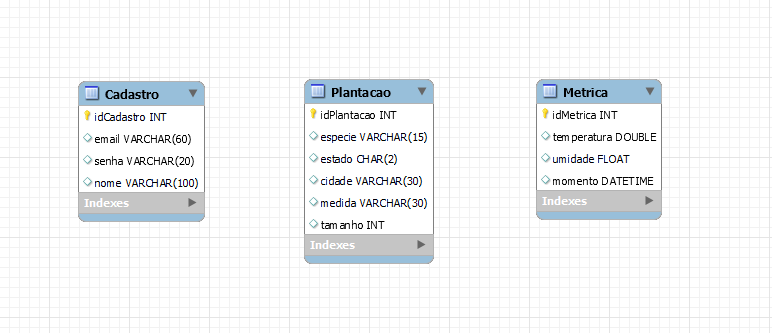 Cadastro
idCadastro INT
email VARCHAR(60)
senha VARCHAR(20)
nome VARCHAR(100)
Indexes
Plantacao
idPlantacao INT
especie VARCHAR(15)
estado CHAR(2)
cidade VARCHAR(30)
medida VARCHAR(30)
tamanho INT
Indexes
Metrica
idMetrica INT
temperatura DOUBLE
umidade FLOAT
momento DATETIME
Indexes